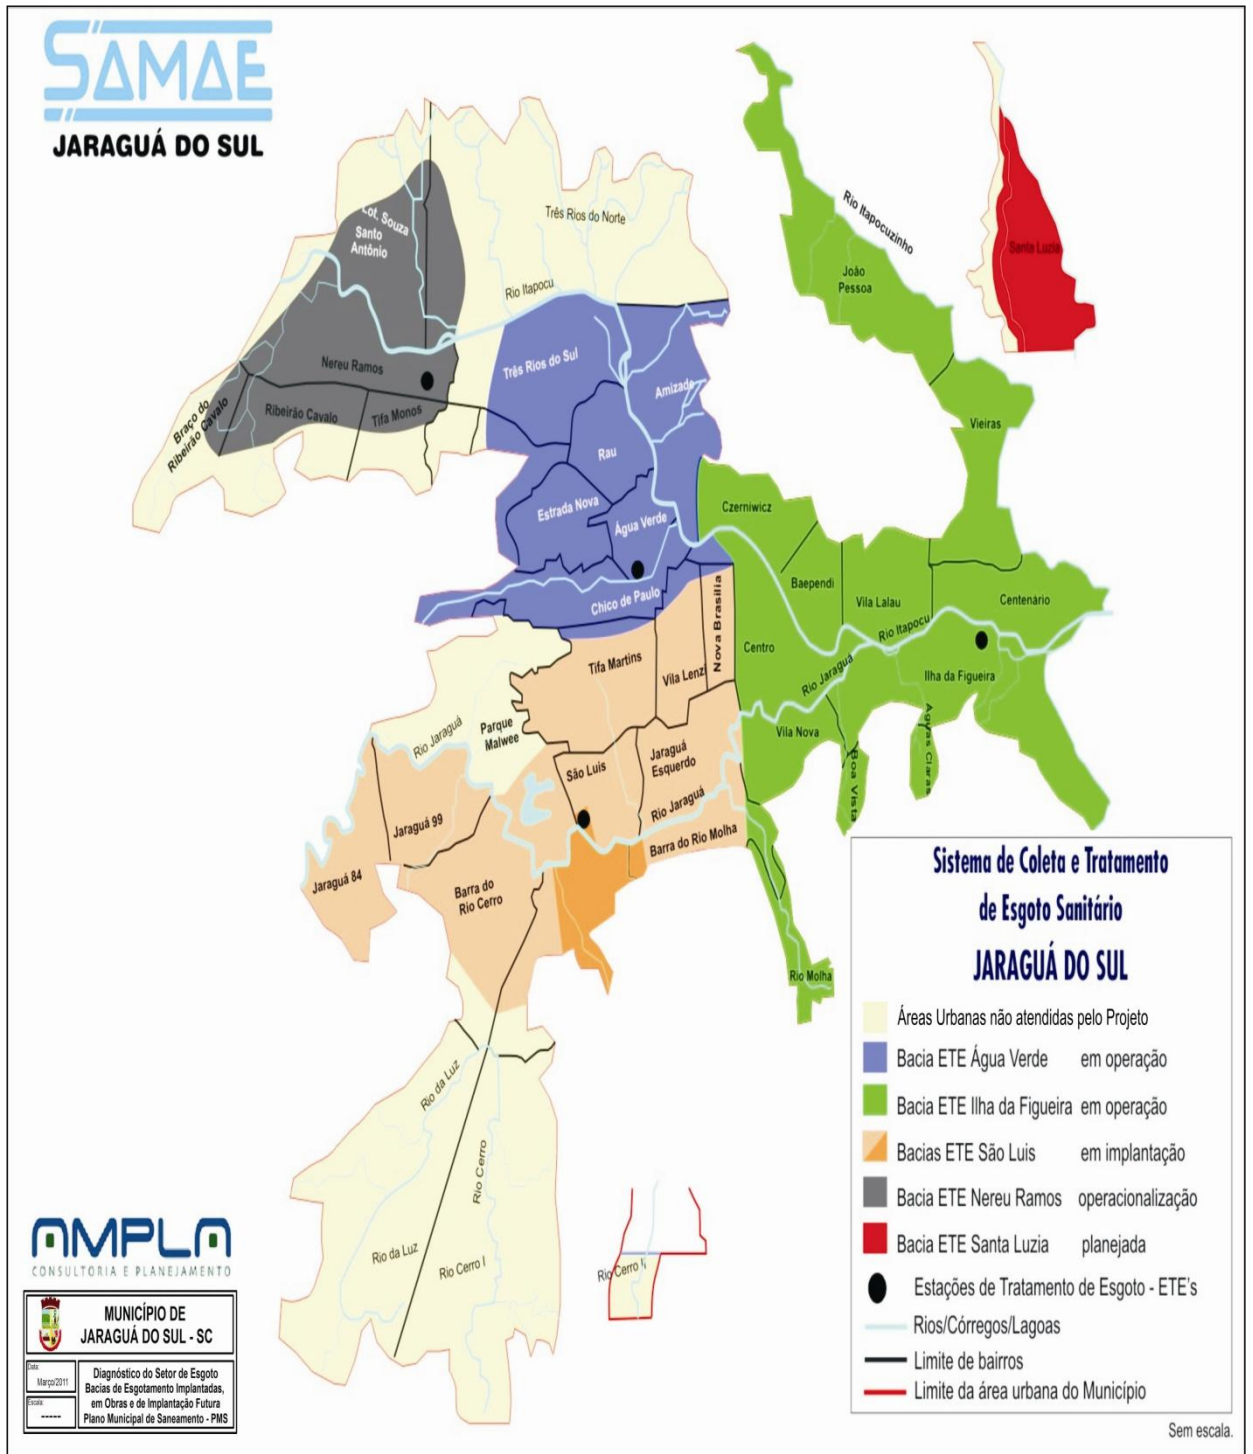 SAMAE
JARAGUÁ DO SUL
Lot. Souza
Santo
Antônio
Três Rios do Norte
Rio Itapocu
Nereu Ramos
Braço do
Ribeirão Cavalo
Ribeirão Cavalo
Tifa Monos
Três Rios do Sul
Amizade
Rau
Estrada Nova
Água Verde
Chico de Paulo
Rio Itapocuzinho
João
Pessoa
Santa Luzia
Vieiras
Czerniwicz
Baependi
Vila Lalau
Centenário
Rio Itapocu
Centro
Rio Jaraguá
Ilha da Figueira
Vila Nova
Boa Vista
Aguas Claras
Rio Molha
Nova Brasília
Vila Lenzi
Tifa Martins
Rio Jaraguá
Parque
Malwee
São Luis
Jaraguá
Esquerdo
Rio Jaraguá
Barra do Rio Molha
Jaraguá 99
Jaraguá 84
Barra do
Rio Cerro
Rio da Luz
Rio Cerro
Rio da Luz
Rio Cerro I
Rio Cerro II
Sistema de Coleta e Tratamento
de Esgoto Sanitário
JARAGUÁ DO SUL
Áreas Urbanas não atendidas pelo Projeto
Bacia ETE Água Verde em operação
Bacia ETE Ilha da Figueira em operação
Bacias ETE São Luis em implantação
Bacia ETE Nereu Ramos operacionalização
Bacia ETE Santa Luzia planejada
Estações de Tratamento de Esgoto - ETE's
Rios/Córregos/Lagoas
Limite de bairros
Limite da área urbana do Município
Sem escala.
AMPLA
CONSULTORIA E PLANEJAMENTO
MUNICÍPIO DE
JARAGUÁ DO SUL - SC
Data:
Março/2011
Escala:
-----
Diagnóstico do Setor de Esgoto
Bacias de Esgotamento Implantadas,
em Obras e de Implantação Futura
Plano Municipal de Saneamento - PMS